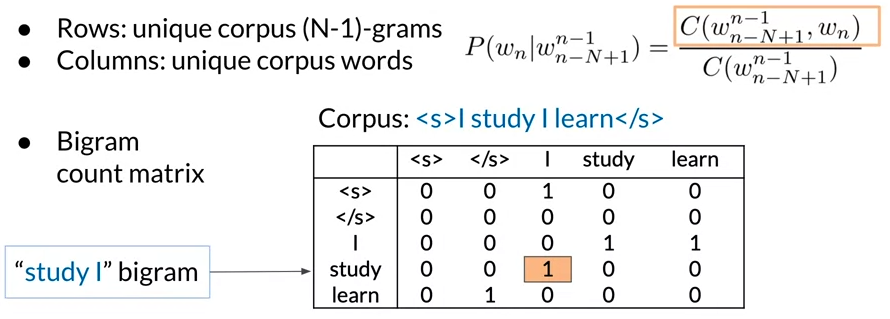 ● Rows: unique corpus (N-1)-grams
● Columns: unique corpus words
P(w_n|w_{n-N+1}^{n-1}) = \frac{C(w_{n-N+1}^{n-1}, w_n)}{C(w_{n-N+1}^{n-1})}
Corpus: <s>I study I learn</s>
● Bigram
count matrix
<s> </s> I study learn
<s> 0 0 1 0 0
</s> 0 0 0 0 0
I 0 0 0 1 1
study 0 0 1 0 0
learn 0 1 0 0 0
“study I” bigram